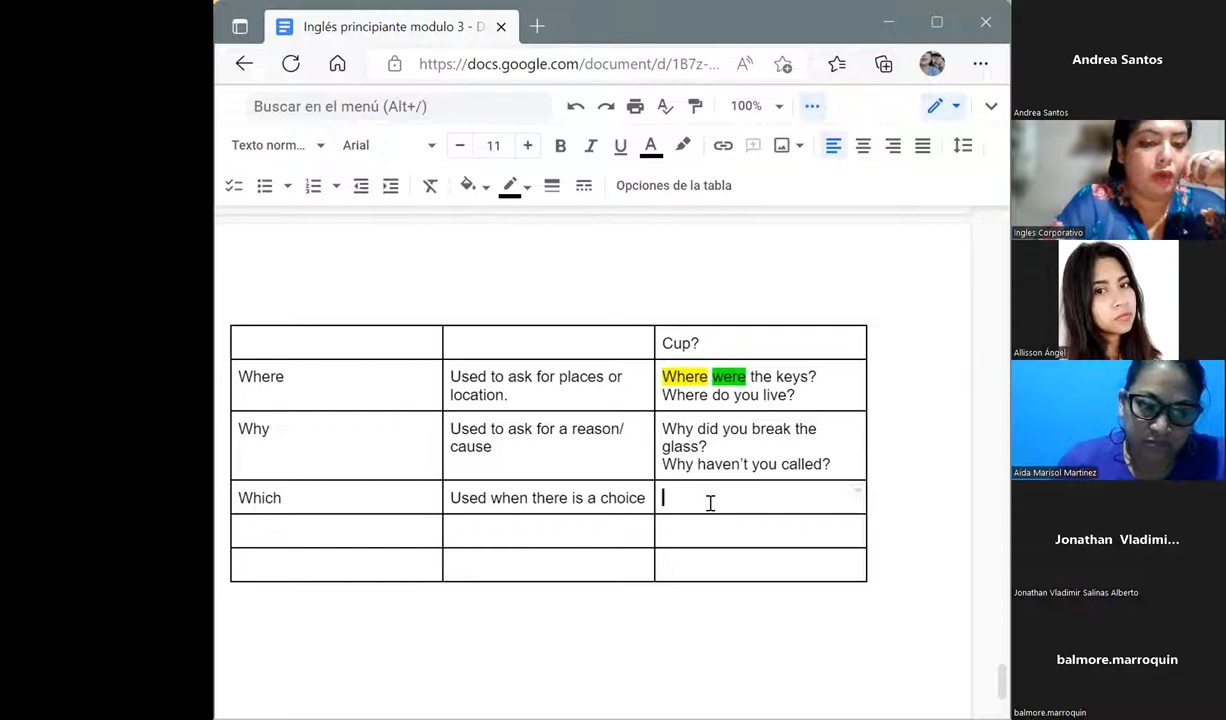 Inglés principiante modulo 3 - D
https://docs.google.com/document/d/1B7z-...
Buscar en el menú (Alt+/)
100%
Texto norm...
Arial
11
Opciones de la tabla
Cup?
Where
Used to ask for places or
location.
Where were the keys?
Where do you live?
Why
Used to ask for a reason/
cause
Why did you break the
glass?
Why haven't you called?
Which
Used when there is a choice
Andrea Santos
Andrea Santos
Ingles Corporativo
Allisson Ángel
Aida Marisol Martinez
Jonathan Vladimi...
Jonathan Vladimir Salinas Alberto
balmore.marroquin
balmore.marroquin